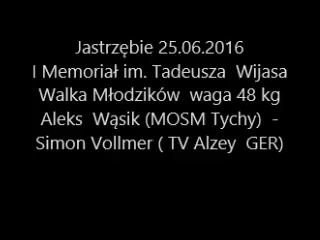 Jastrzębie 25.06.2016
I Memoriał im. Tadeusza  Wijasa
Walka Młodzików  waga 48 kg
Aleks  Wąsik (MOSM Tychy)  -
Simon Vollmer ( TV Alzey  GER)